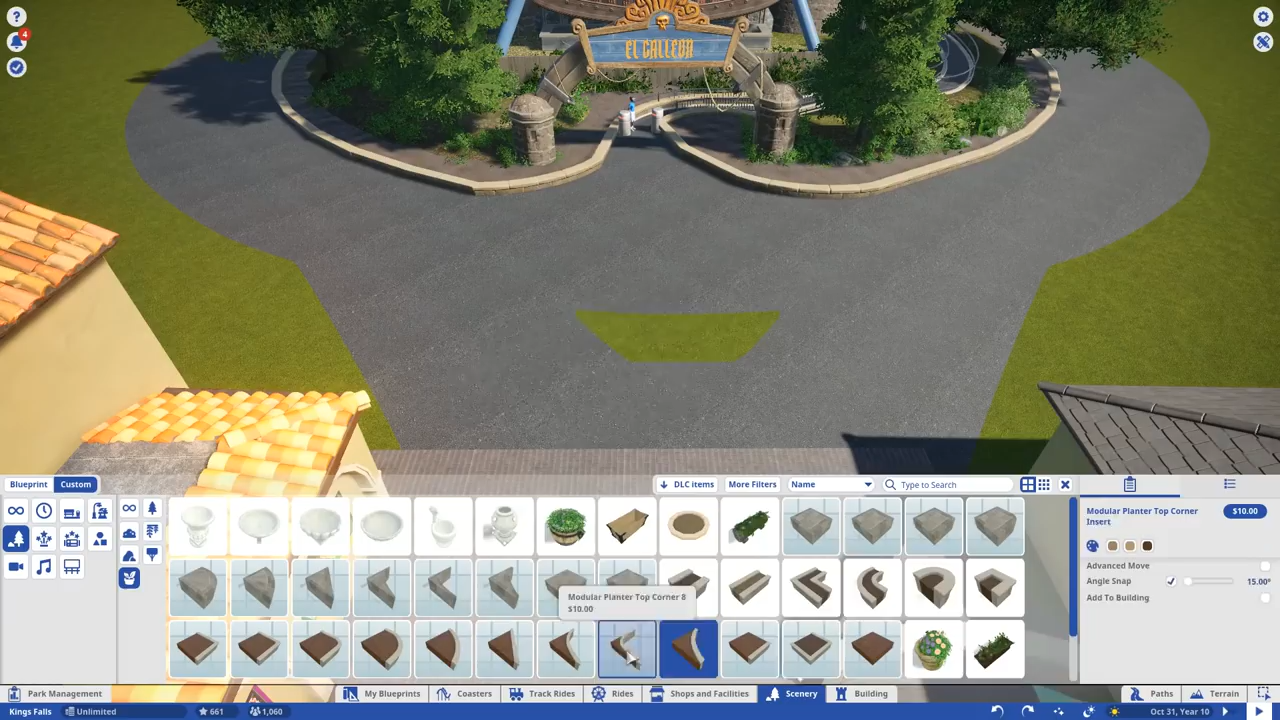 ?
4
EL GALLEON
Blueprint
Custom
DLC items
More Filters
Name
Type to Search
Modular Planter Top Corner Insert
$10.00
Advanced Move
Angle Snap
15.00°
Add To Building
Modular Planter Top Corner 8
$10.00
Park Management
My Blueprints
Coasters
Track Rides
Rides
Shops and Facilities
Scenery
Building
Paths
Terrain
Kings Falls
Unlimited
661
1,060
Oct 31, Year 10